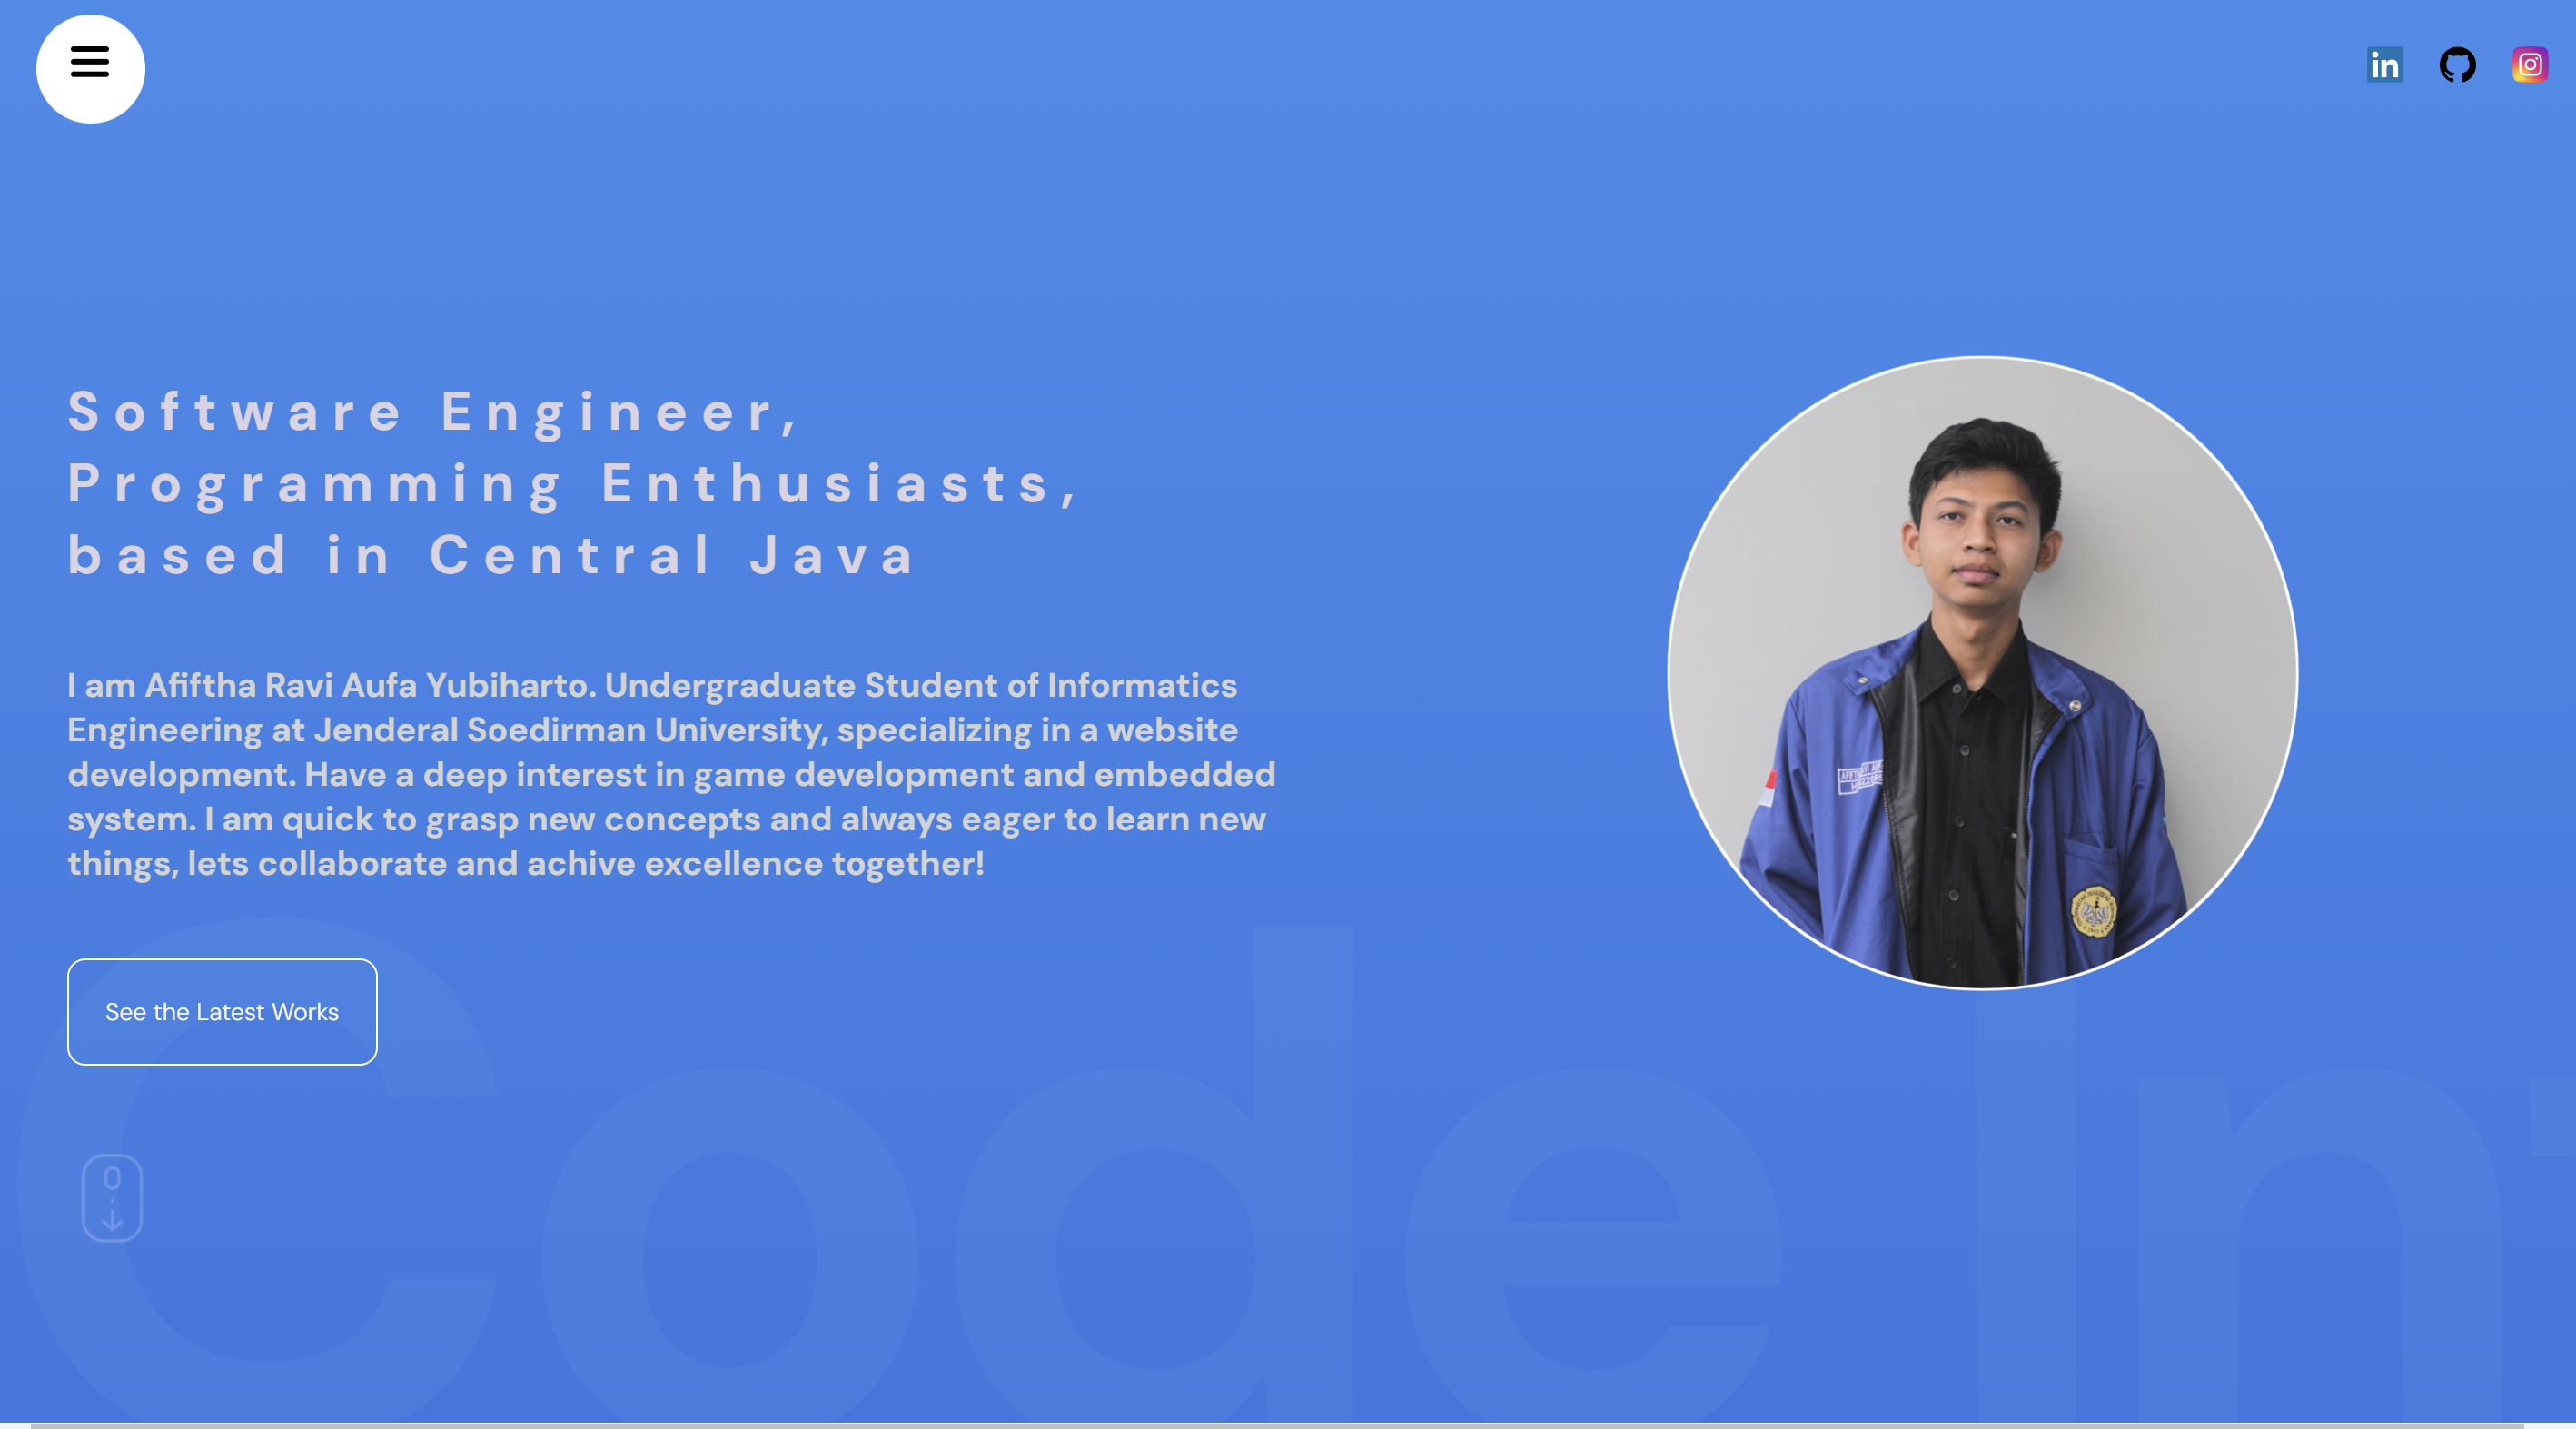 in
Software Engineer,
Programming Enthusiasts,
based in Central Java
I am Afiftha Ravi Aufa Yubiharto. Undergraduate Student of Informatics
Engineering at Jenderal Soedirman University, specializing in a website
development. Have a deep interest in game development and embedded
system. I am quick to grasp new concepts and always eager to learn new
things, lets collaborate and achive excellence together!
See the Latest Works
Code In